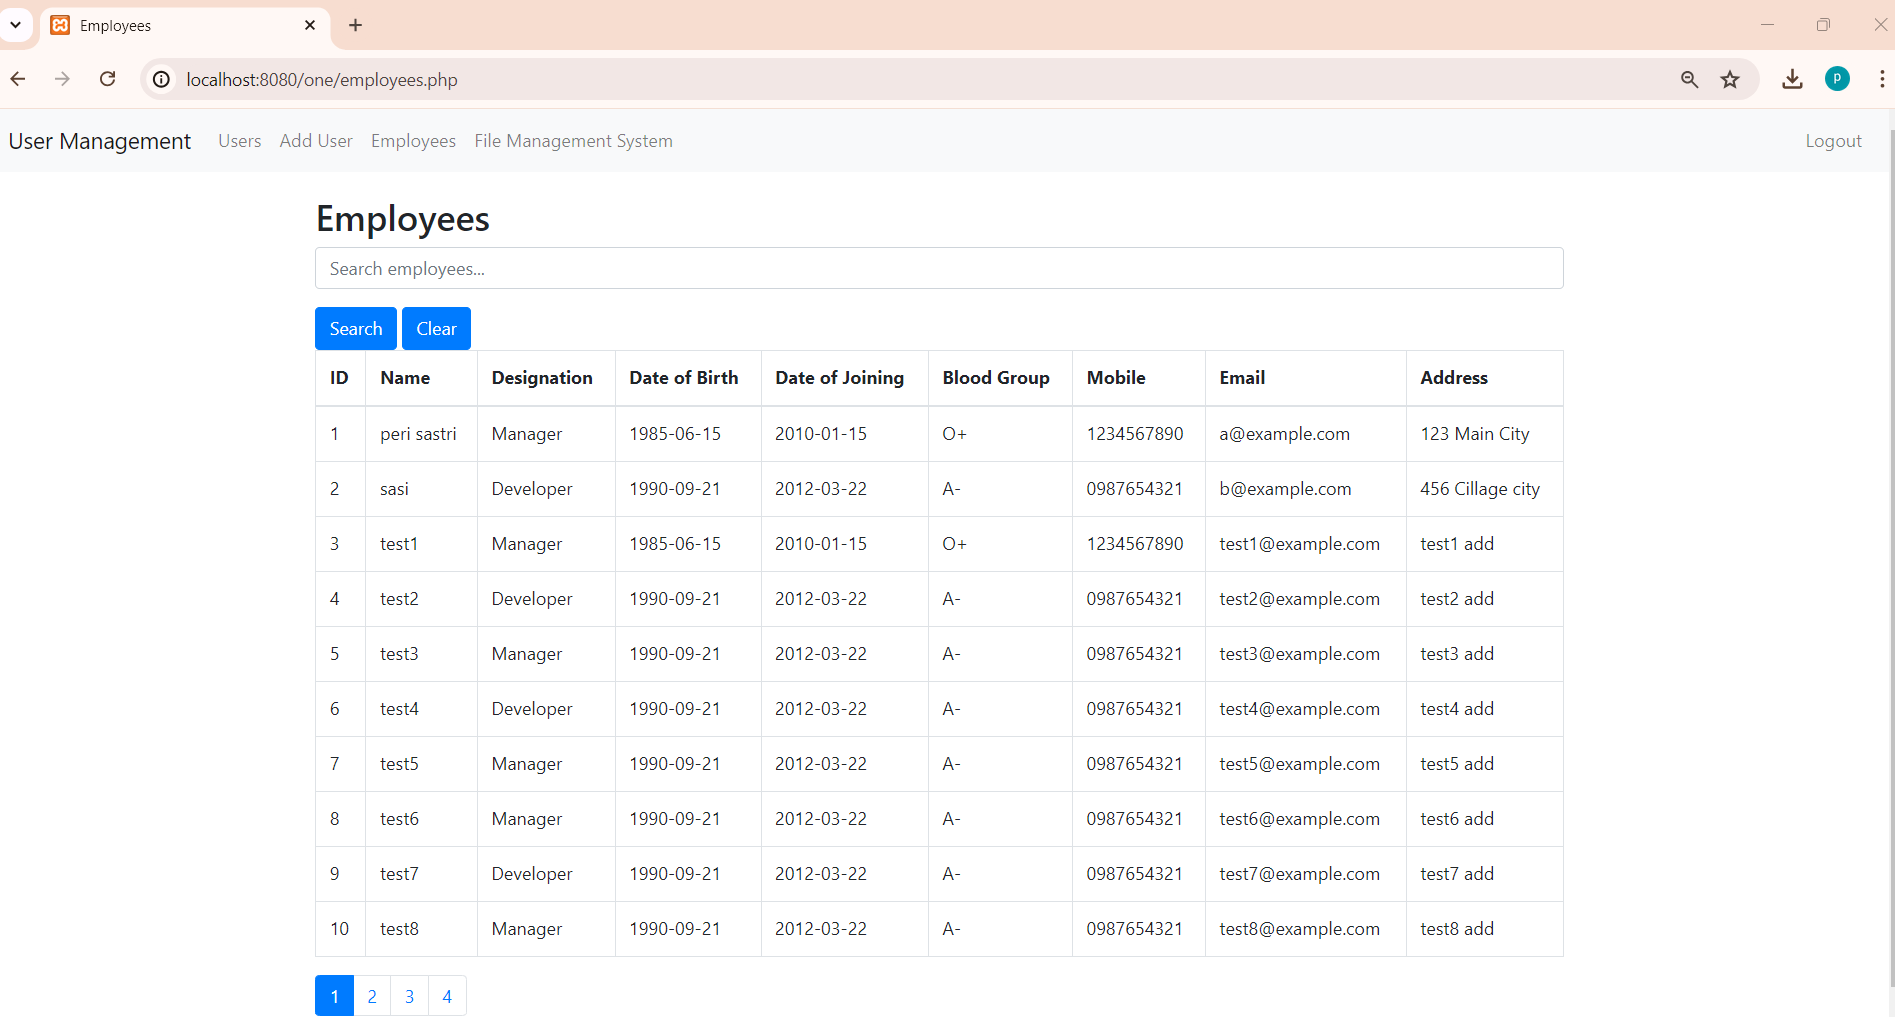 Employees
localhost:8080/one/employees.php
P
User Management Users Add User Employees File Management System Logout
Employees
Search employees...
Search Clear
ID Name Designation Date of Birth Date of Joining Blood Group Mobile Email Address
1 peri sastri Manager 1985-06-15 2010-01-15 O+ 1234567890 a@example.com 123 Main City
2 sasi Developer 1990-09-21 2012-03-22 A- 0987654321 b@example.com 456 Cillage city
3 test1 Manager 1985-06-15 2010-01-15 O+ 1234567890 test1@example.com test1 add
4 test2 Developer 1990-09-21 2012-03-22 A- 0987654321 test2@example.com test2 add
5 test3 Manager 1990-09-21 2012-03-22 A- 0987654321 test3@example.com test3 add
6 test4 Developer 1990-09-21 2012-03-22 A- 0987654321 test4@example.com test4 add
7 test5 Manager 1990-09-21 2012-03-22 A- 0987654321 test5@example.com test5 add
8 test6 Manager 1990-09-21 2012-03-22 A- 0987654321 test6@example.com test6 add
9 test7 Developer 1990-09-21 2012-03-22 A- 0987654321 test7@example.com test7 add
10 test8 Manager 1990-09-21 2012-03-22 A- 0987654321 test8@example.com test8 add
1 2 3 4